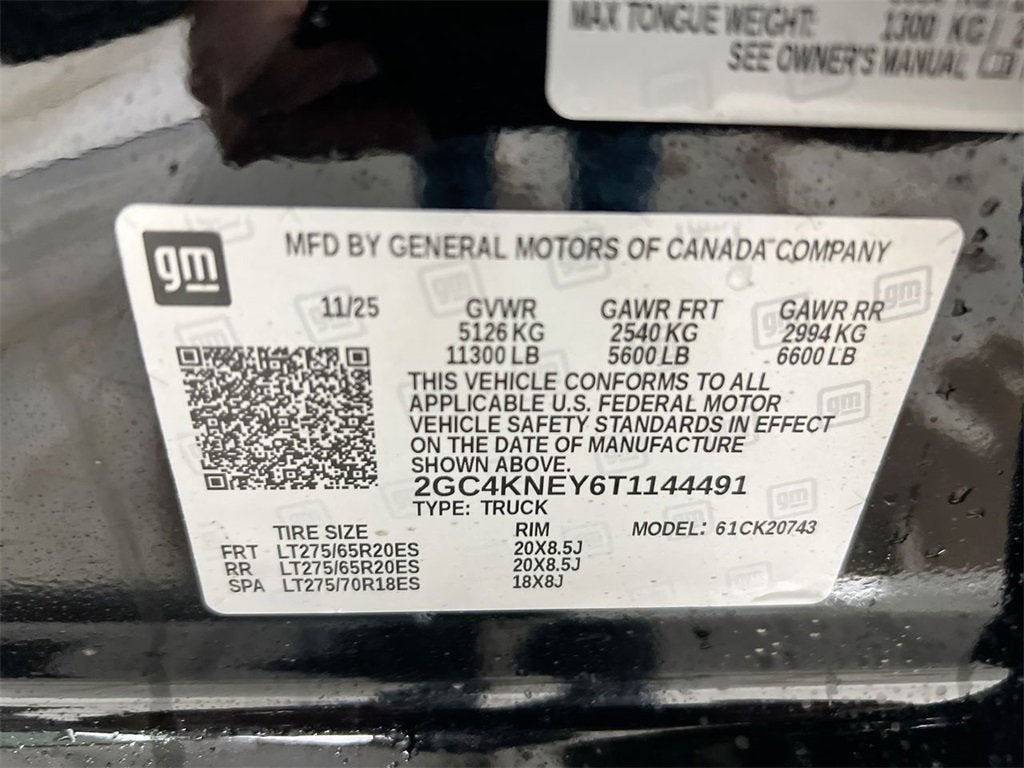 MAX TONGUE WEIGHT: 1300 KG/
SEE OWNER'S MANUAL
gm
MFD BY GENERAL MOTORS OF CANADA COMPANY
11/25 GVWR GAWR FRT GAWR RR
5126 KG 2540 KG 2994 KG
11300 LB 5600 LB 6600 LB
THIS VEHICLE CONFORMS TO ALL
APPLICABLE U.S. FEDERAL MOTOR
VEHICLE SAFETY STANDARDS IN EFFECT
ON THE DATE OF MANUFACTURE
SHOWN ABOVE.
2GC4KNEY6T1144491
TYPE: TRUCK
TIRE SIZE RIM MODEL: 61CK20743
FRT LT275/65R20ES 20X8.5J
RR LT275/65R20ES 20X8.5J
SPA LT275/70R18ES 18X8J